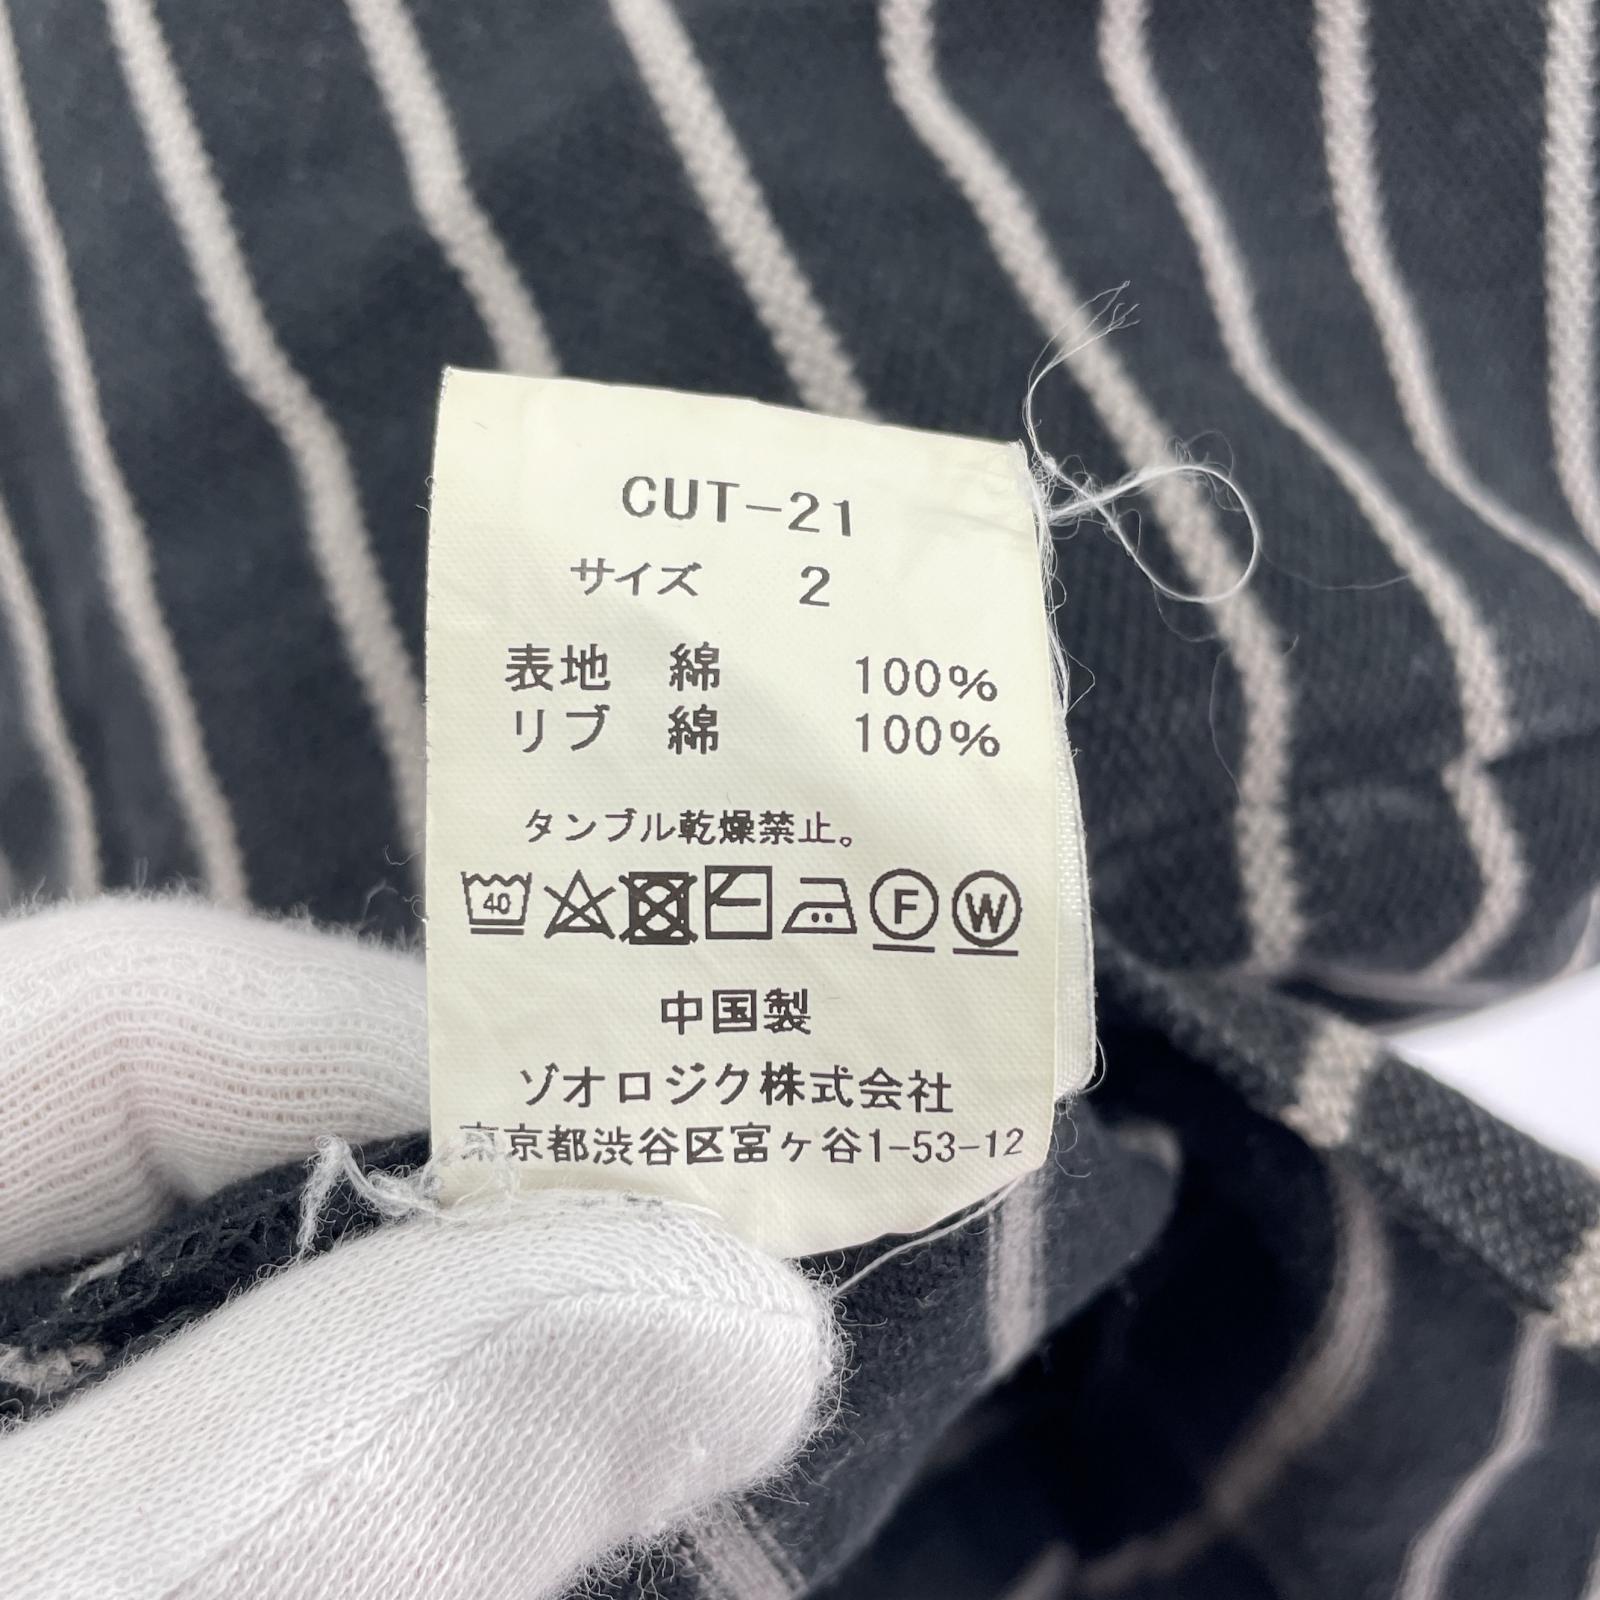 CUT-21
サイズ 2
表地 綿 100%
リブ 綿 100%
タンブル乾燥禁止。
40 F W
中国製
ゾオロジク株式会社
東京都渋谷区富ヶ谷1-53-12